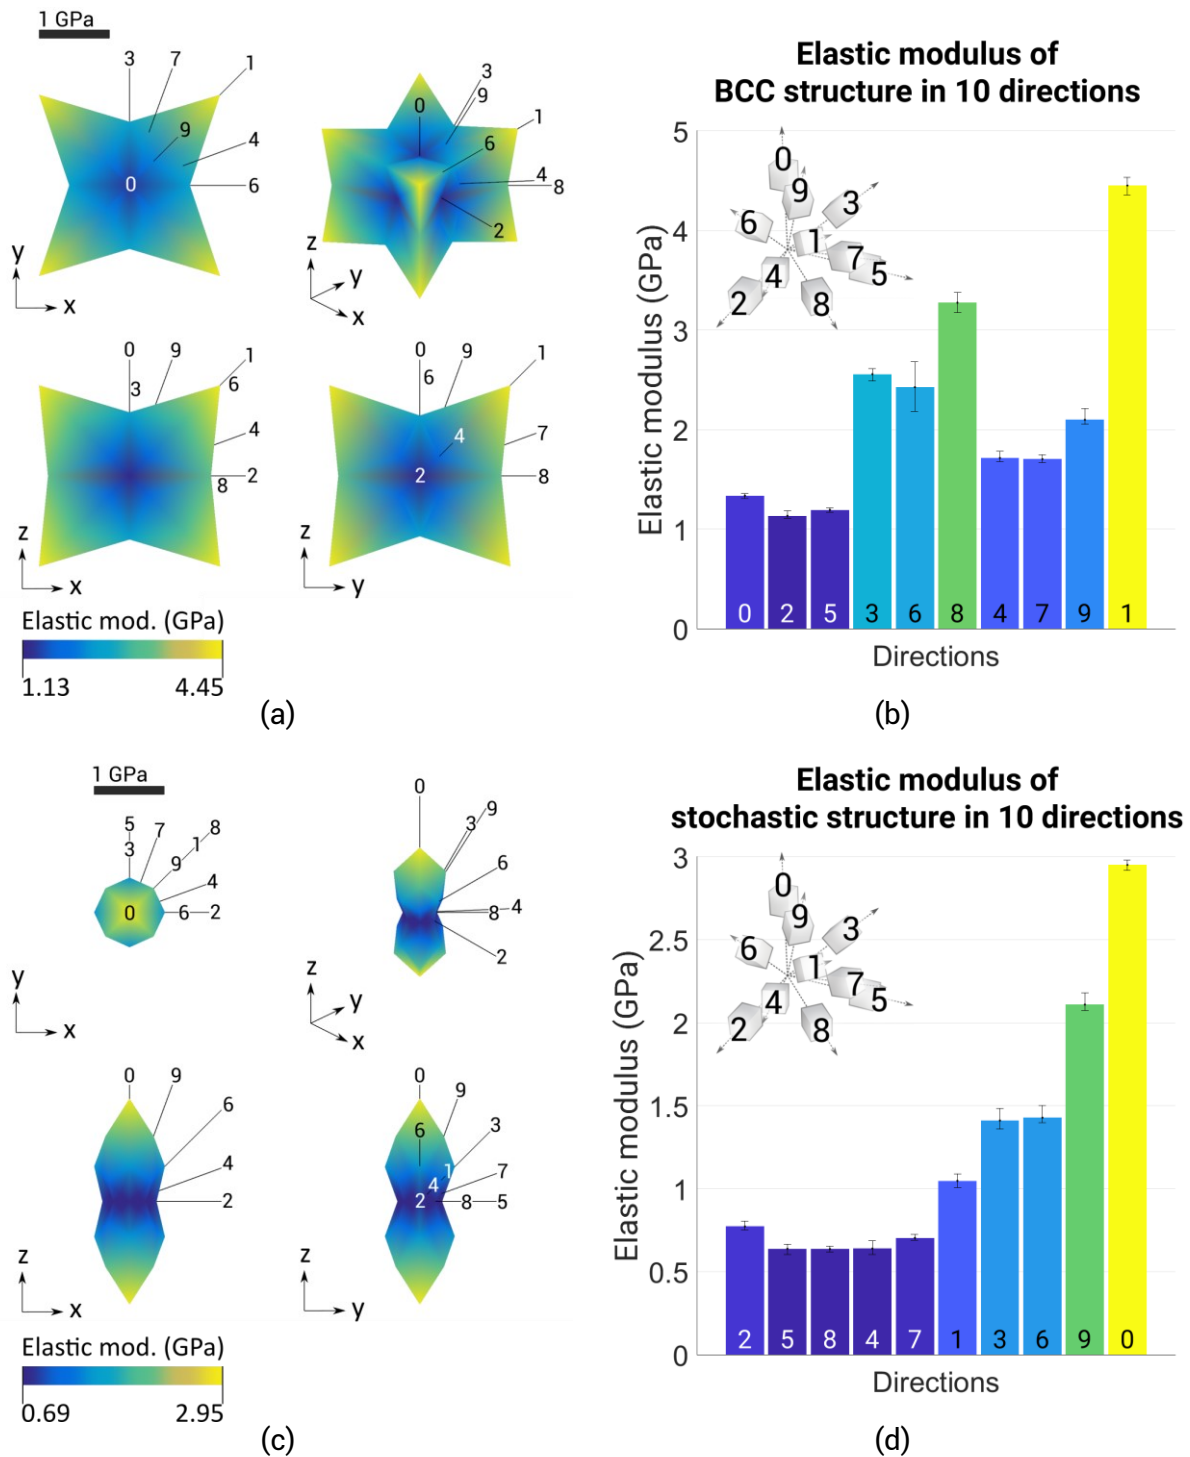 1 GPa
3 7 1
9
4
0
6
y
x
3
9
0
1
6
4
8
2
z
y
x
0 9 1
3 6
4
2
8
z
x
0 9 1
6
4 7
2 8
z
y
Elastic mod. (GPa)
1.13 4.45
(a)
Elastic modulus of
BCC structure in 10 directions
Elastic modulus (GPa)
5
4
3
2
1
0
0
9
3
6
1
7
5
4
2
8
0 2 5 3 6 8 4 7 9 1
Directions
(b)
1 GPa
5 7 8
3 1
9
4
0 6 2
y
x
0
9
3
6
4
8
2
z
y
x
0 9
6
4
2
z
x
0
9
6 3
1 7
4
2 8 5
z
y
Elastic mod. (GPa)
0.69 2.95
(c)
Elastic modulus of
stochastic structure in 10 directions
Elastic modulus (GPa)
3
2.5
2
1.5
1
0.5
0
0
9
3
6
1
7
5
4
2
8
2 5 8 4 7 1 3 6 9 0
Directions
(d)